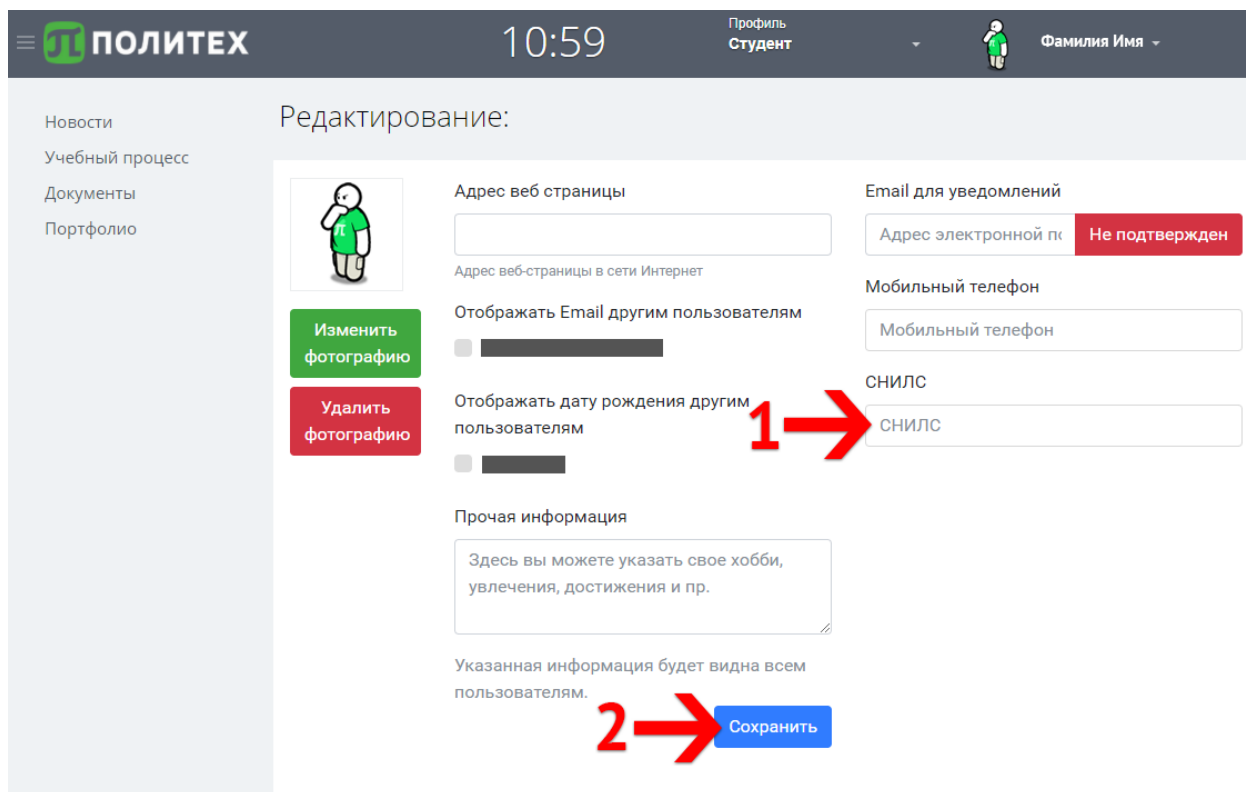 ПОЛИТЕХ
10:59
Профиль
Студент
Фамилия Имя
Новости
Учебный процесс
Документы
Портфолио
Редактирование:
Изменить
фотографию
Удалить
фотографию
Адрес веб страницы
Адрес веб-страницы в сети Интернет
Отображать Email другим пользователям
Отображать дату рождения другим
пользователям
Прочая информация
Здесь вы можете указать свое хобби,
увлечения, достижения и пр.
Указанная информация будет видна всем
пользователям.
2
Сохранить
Email для уведомлений
Адрес электронной по
Не подтвержден
Мобильный телефон
Мобильный телефон
СНИЛС
1
СНИЛС